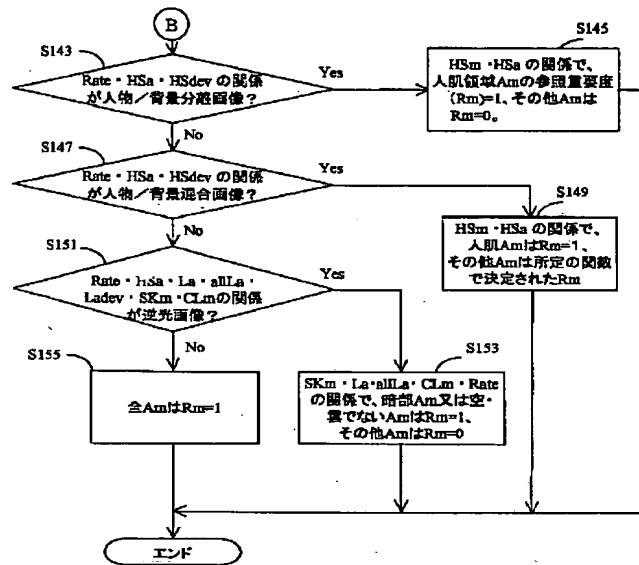 B
S143
Rate・HSa・HSdev の関係
が人物／背景分離画像？
Yes
No
S145
HSm・HSa の関係で、
人肌領域Amの参照重要度
(Rm)=1、その他Amは
Rm=0。
S147
Rate・HSa・HSdev の関係
が人物／背景混合画像？
Yes
No
S149
HSm・HSa の関係で、
人肌AmはRm=1、
その他Amは所定の関数
で決定されたRm
S151
Rate・HSa・La・allLa・
Ladev・SKm・CLmの関係
が逆光画像？
Yes
No
S153
SKm・La・allLa・CLm・Rate
の関係で、暗部Am又は空・
雲でないAmはRm=1、
その他AmはRm=0
S155
全AmはRm=1
エンド